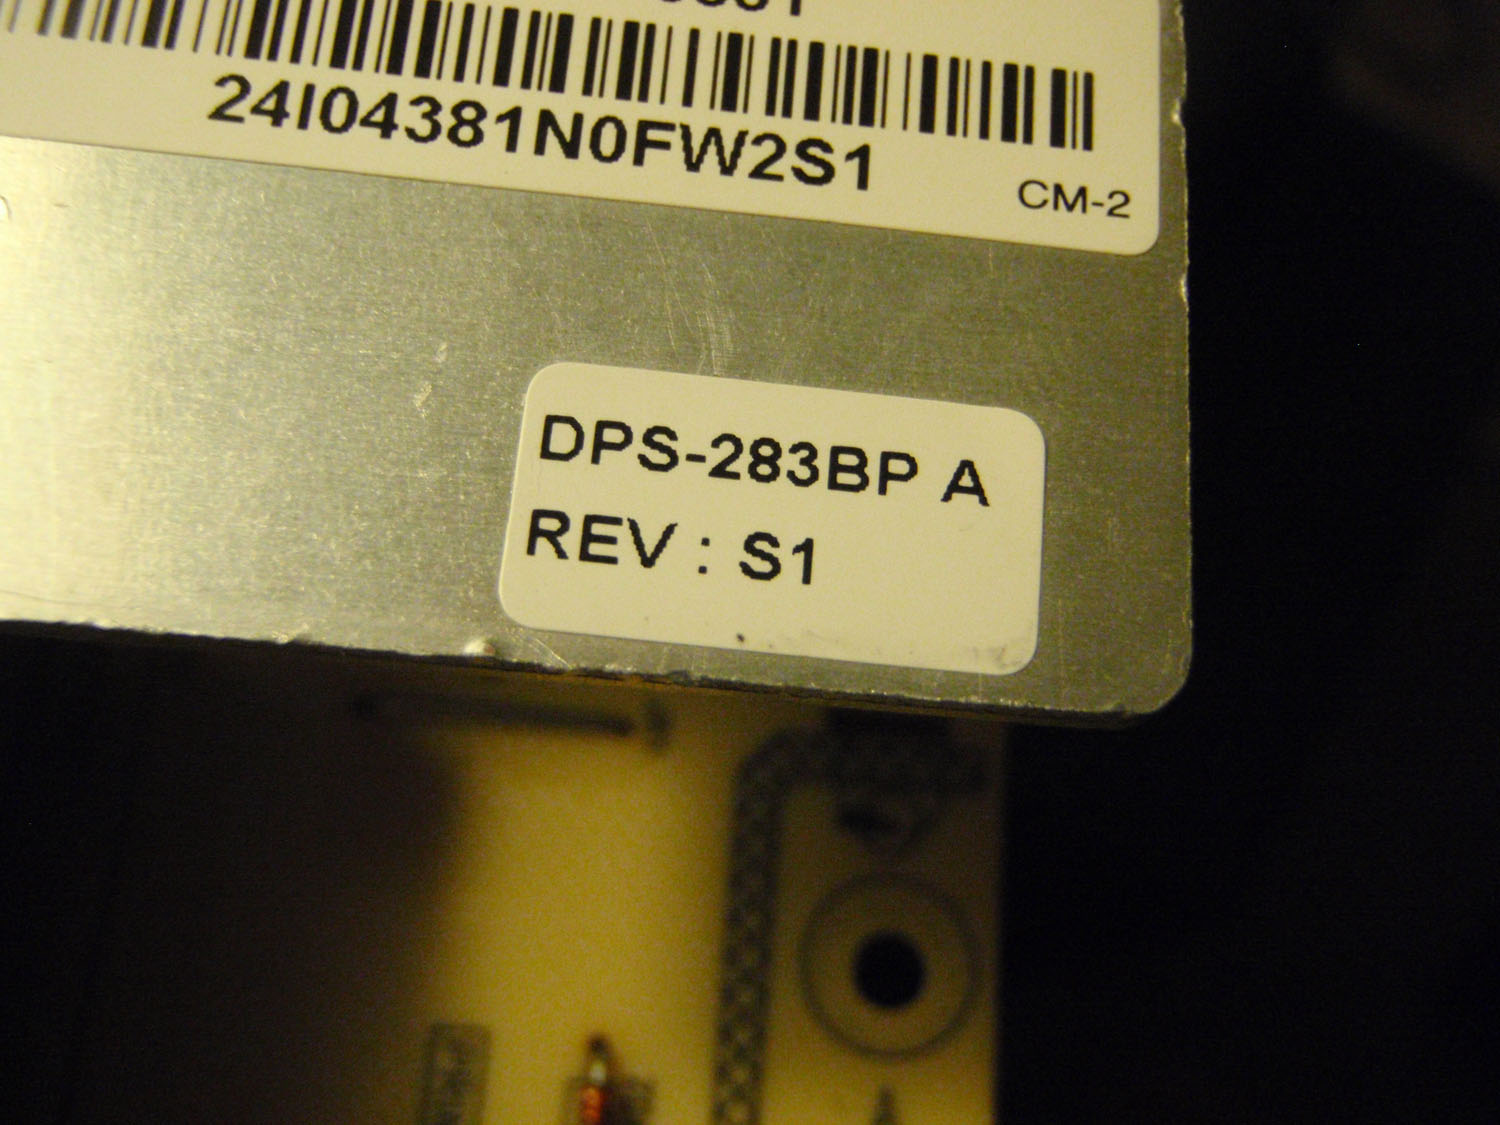 24I04381N0FW2S1
CM-2
DPS-283BP A
REV : S1